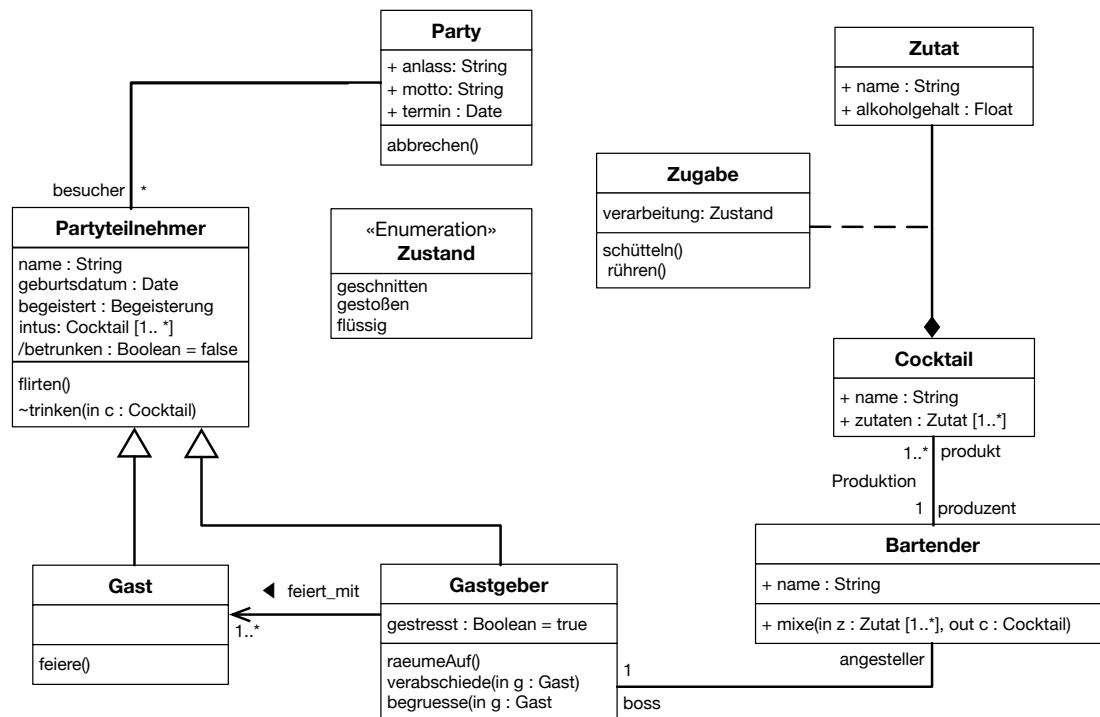 Party
+ anlass: String
+ motto: String
+ termin : Date
abbrechen()
Zutat
+ name : String
+ alkoholgehalt : Float
Zugabe
verarbeitung: Zustand
schütteln()
rühren()
besucher *
Partyteilnehmer
name : String
geburtsdatum : Date
begeistert : Begeisterung
intus: Cocktail [1.. *]
/betrunken : Boolean = false
flirten()
~trinken(in c : Cocktail)
«Enumeration»
Zustand
geschnitten
gestoßen
flüssig
Cocktail
+ name : String
+ zutaten : Zutat [1..*]
1..* produkt
Produktion
1 produzent
Bartender
+ name : String
+ mixe(in z : Zutat [1..*], out c : Cocktail)
angesteller
Gast
feiere()
feiert_mit
1..*
Gastgeber
gestresst : Boolean = true
raeumeAuf()
verabschiede(in g : Gast)
begruesse(in g : Gast
1
boss